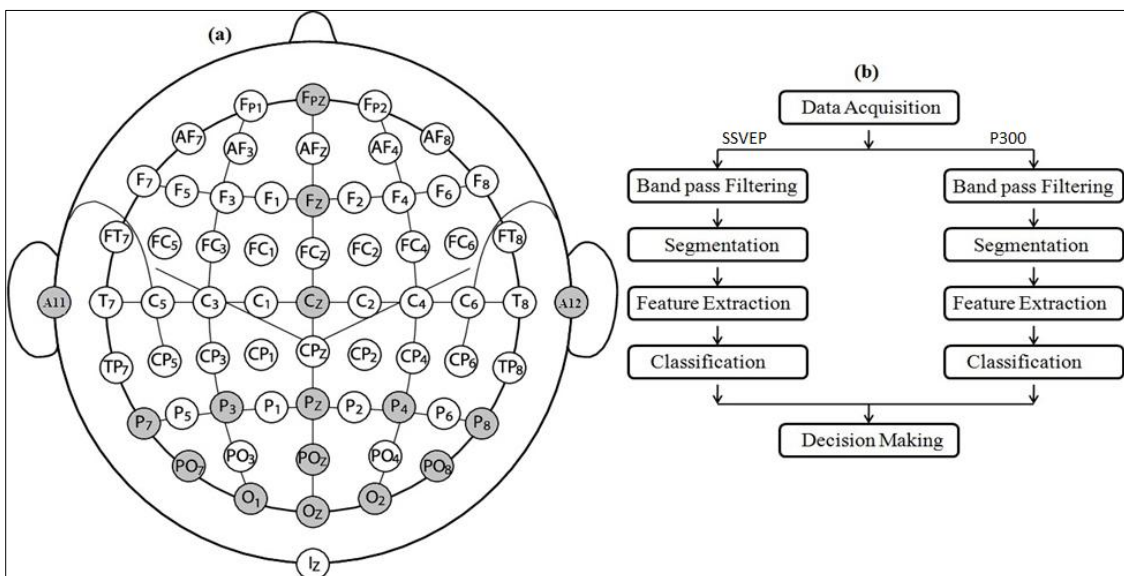 (a)
FP1 FPZ FP2
AF7 AF3 AFZ AF4 AF8
F7 F5 F3 F1 FZ F2 F4 F6 F8
FT7 FC5 FC3 FC1 FCZ FC2 FC4 FC6 FT8
A11 T7 C5 C3 C1 CZ C2 C4 C6 T8 A12
TP7 CP5 CP3 CP1 CPZ CP2 CP4 CP6 TP8
P7 P5 P3 P1 PZ P2 P4 P6 P8
PO7 PO3 POZ PO4 PO8
O1 OZ O2
IZ
(b)
Data Acquisition
SSVEP P300
Band pass Filtering Band pass Filtering
Segmentation Segmentation
Feature Extraction Feature Extraction
Classification Classification
Decision Making